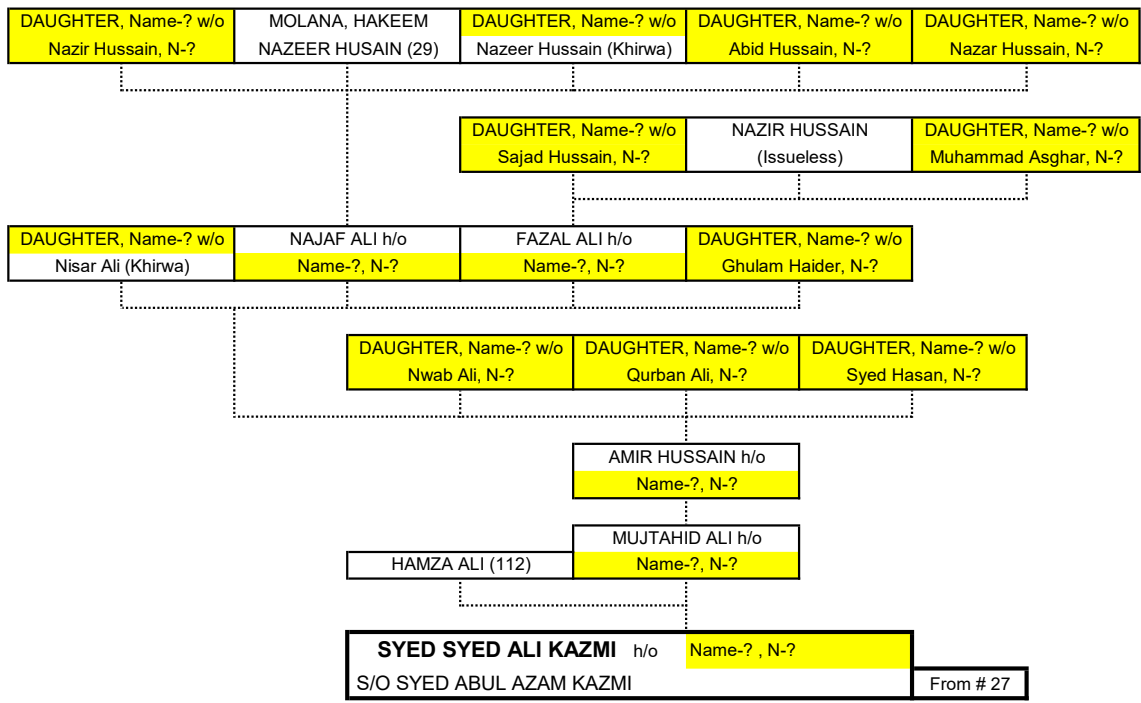 DAUGHTER, Name-? w/o
Nazir Hussain, N-?
MOLANA, HAKEEM
NAZEER HUSAIN (29)
DAUGHTER, Name-? w/o
Nazeer Hussain (Khirwa)
DAUGHTER, Name-? w/o
Abid Hussain, N-?
DAUGHTER, Name-? w/o
Nazar Hussain, N-?
DAUGHTER, Name-? w/o
Sajad Hussain, N-?
NAZIR HUSSAIN
(Issueless)
DAUGHTER, Name-? w/o
Muhammad Asghar, N-?
DAUGHTER, Name-? w/o
Nisar Ali (Khirwa)
NAJAF ALI h/o
Name-?, N-?
FAZAL ALI h/o
Name-?, N-?
DAUGHTER, Name-? w/o
Ghulam Haider, N-?
DAUGHTER, Name-? w/o
Nwab Ali, N-?
DAUGHTER, Name-? w/o
Qurban Ali, N-?
DAUGHTER, Name-? w/o
Syed Hasan, N-?
AMIR HUSSAIN h/o
Name-?, N-?
HAMZA ALI (112)
MUJTAHID ALI h/o
Name-?, N-?
SYED SYED ALI KAZMI h/o Name-? , N-?
S/O SYED ABUL AZAM KAZMI
From # 27